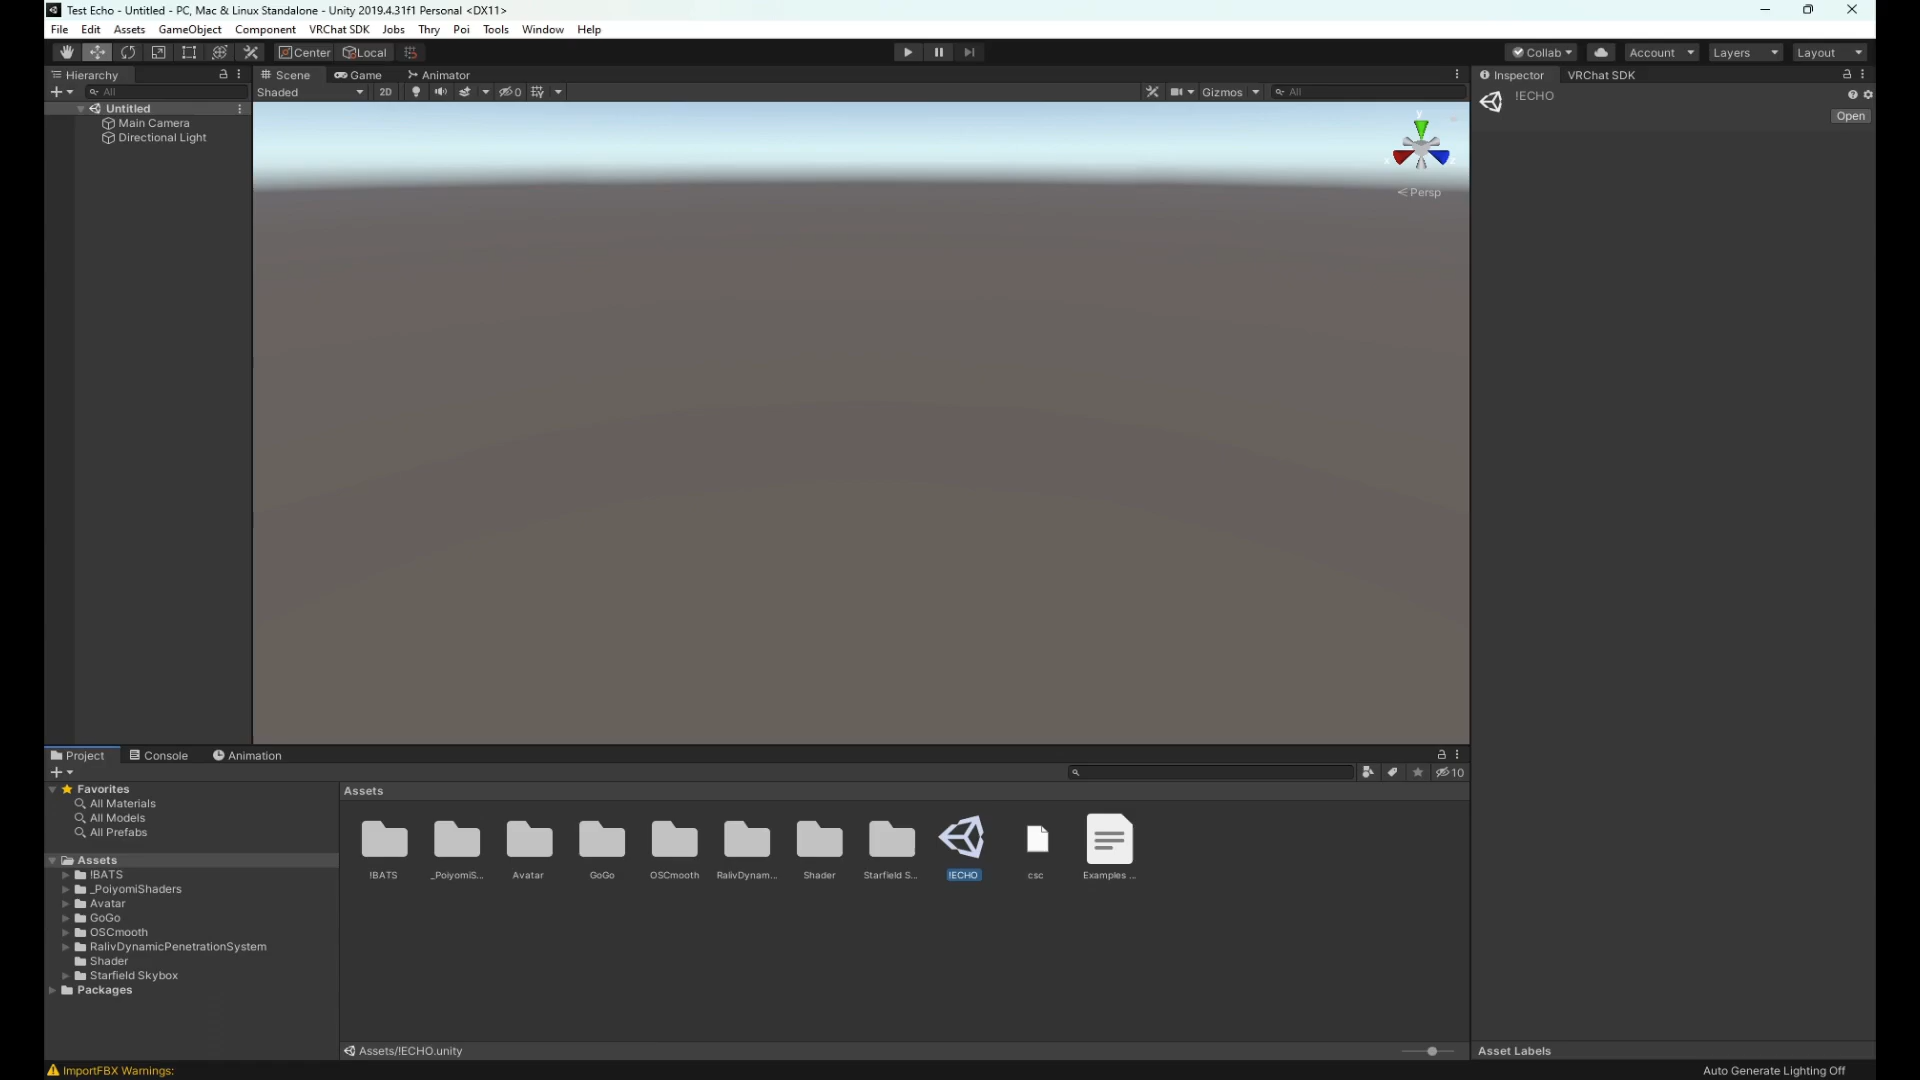 Test Echo - Untitled - PC, Mac & Linux Standalone - Unity 2019.4.31f1 Personal <DX11>
File Edit Assets GameObject Component VRChat SDK Jobs Thry Poi Tools Window Help
Center Local Collab Account Layers Layout
Hierarchy Scene Game Animator Inspector VRChat SDK
All Shaded 2D 0 Gizmos All
!ECHO
Open
Untitled
Main Camera
Directional Light
y
Persp
Project Console Animation
10
Favorites
All Materials
All Models
All Prefabs
Assets
!BATS
_PoiyomiShaders
Avatar
GoGo
OSCmooth
RalivDynamicPenetrationSystem
Shader
Starfield Skybox
Packages
Assets
!BATS _PoiyomiS... Avatar GoGo OSCmooth RalivDynam... Shader Starfield S... !ECHO csc Examples ...
Assets/!ECHO.unity
Asset Labels
ImportFBX Warnings:
Auto Generate Lighting Off